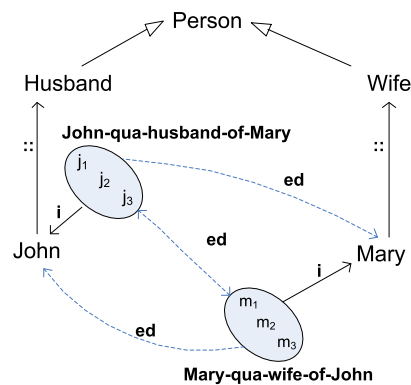 Person
Husband
Wife
::
::
John-qua-husband-of-Mary
j1
j2
j3
ed
i
ed
John
Mary
i
m1
m2
m3
ed
Mary-qua-wife-of-John